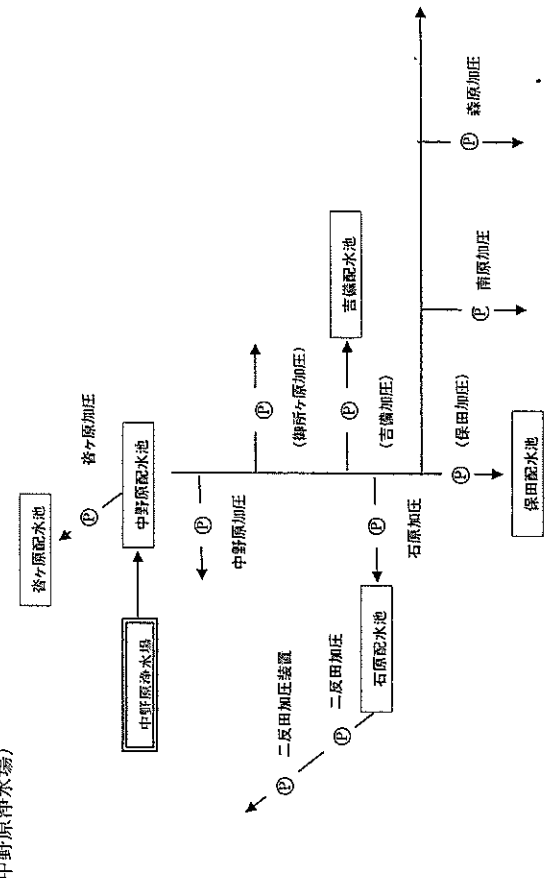 中野原浄水場)
沓ヶ原配水池
Ⓟ
沓ヶ原加圧
中野原浄水場
中野原配水池
Ⓟ
中野原加圧
Ⓟ
(御所ヶ原加圧)
二反田加圧装置
Ⓟ
二反田加圧
Ⓟ
Ⓟ
吉備配水池
(吉備加圧)
石原配水池
Ⓟ
石原加圧
Ⓟ
(保田加圧)
Ⓟ
南原加圧
Ⓟ
森原加圧
保田配水池